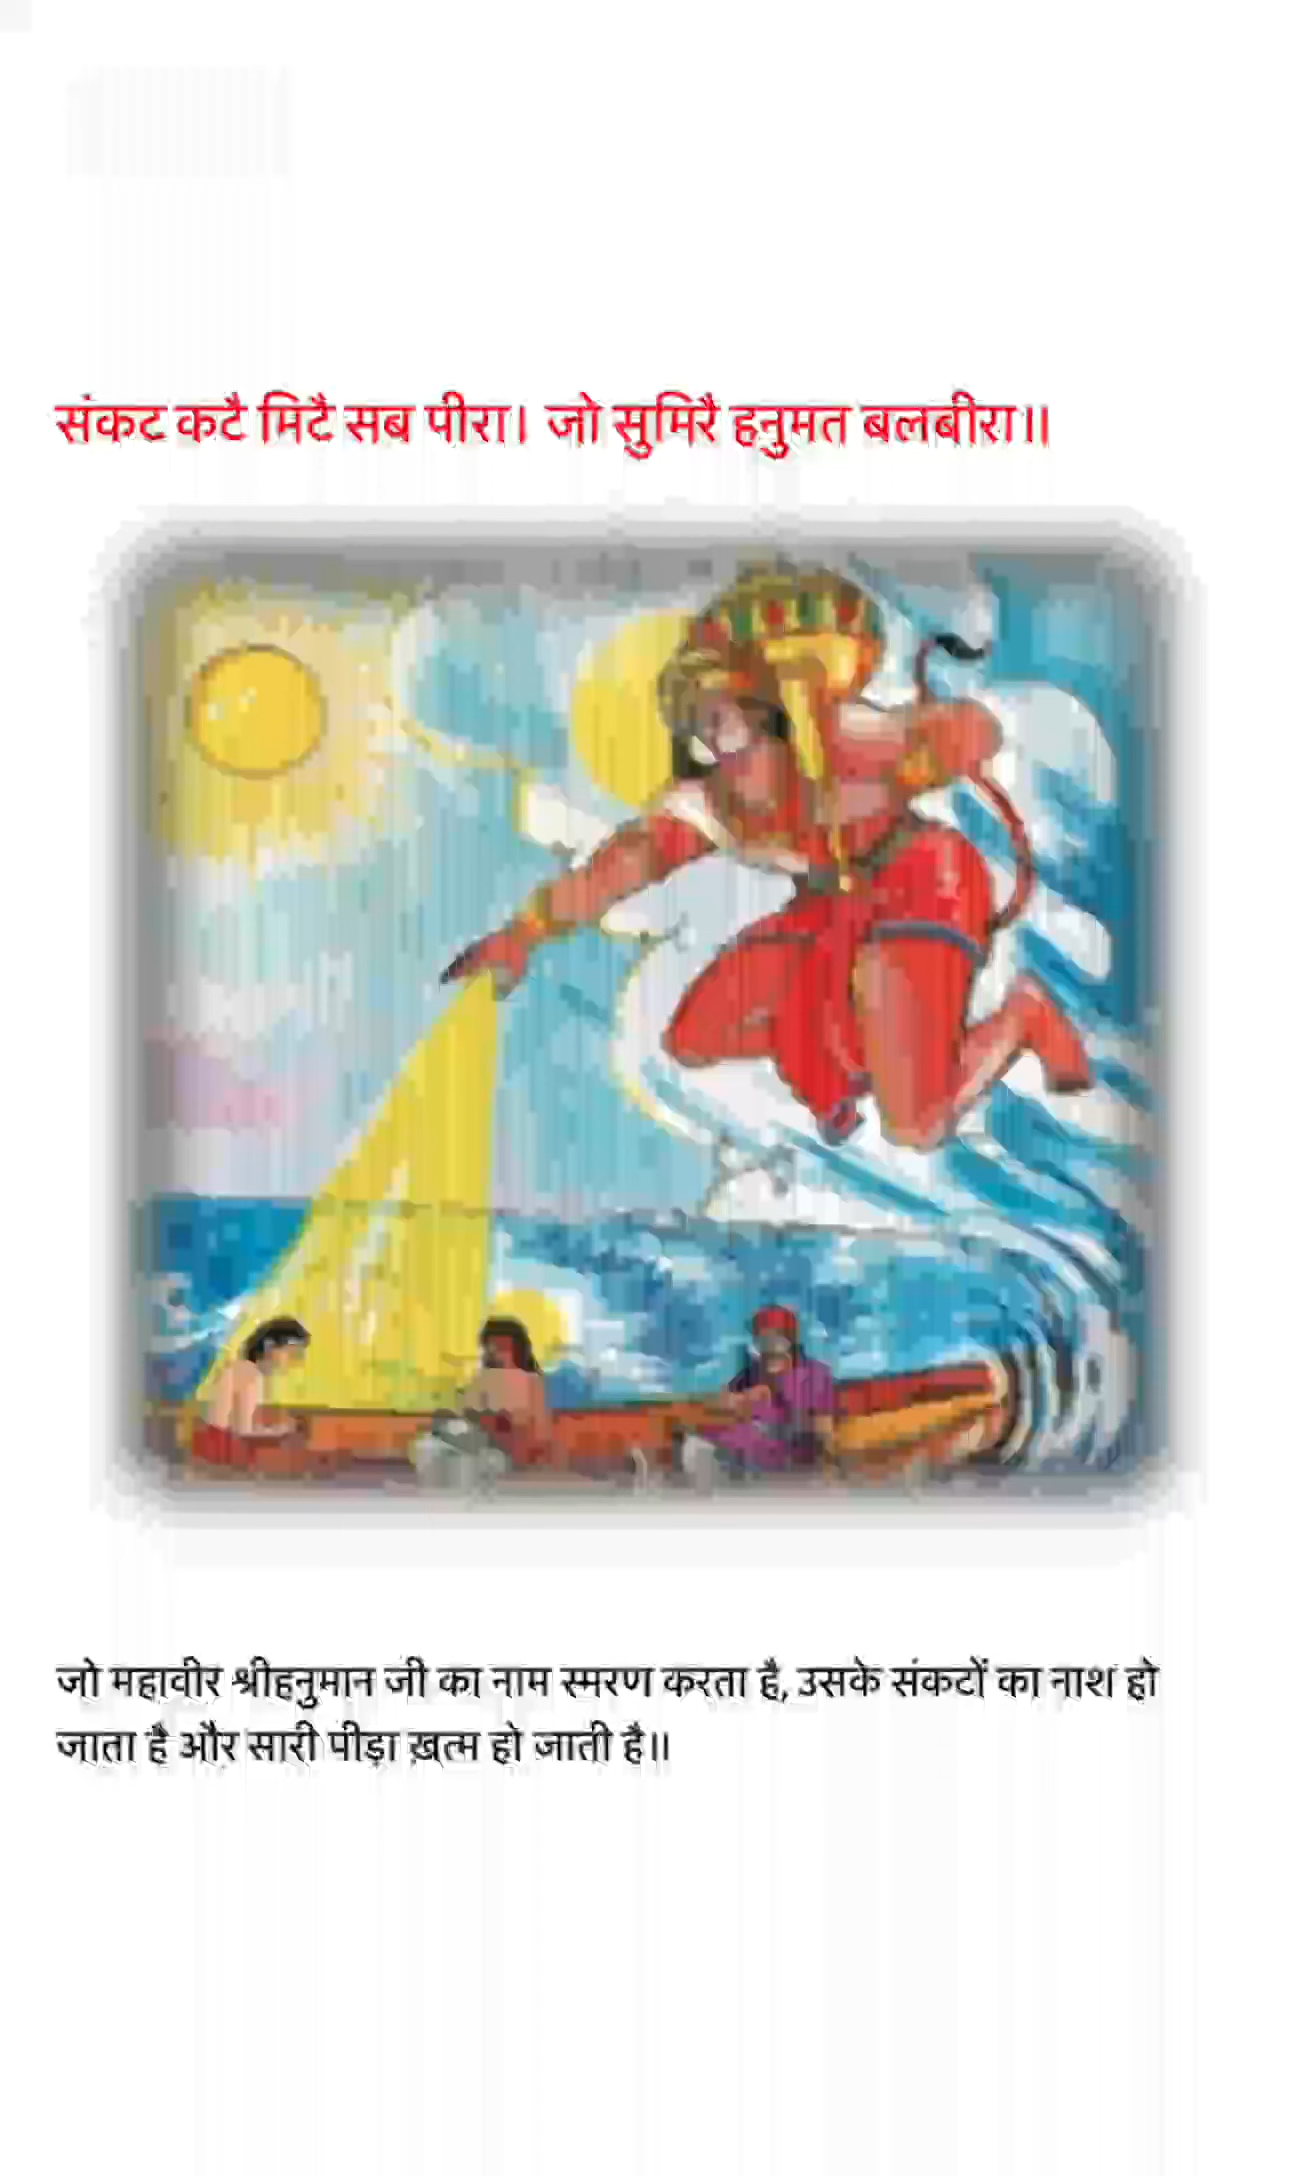 संकट कटै मिटै सब पीरा। जो सुमिरै हनुमत बलबीरा॥
जो महावीर श्रीहनुमान जी का नाम स्मरण करता है, उसके संकटों का नाश हो
जाता है और सारी पीड़ा ख़त्म हो जाती है॥